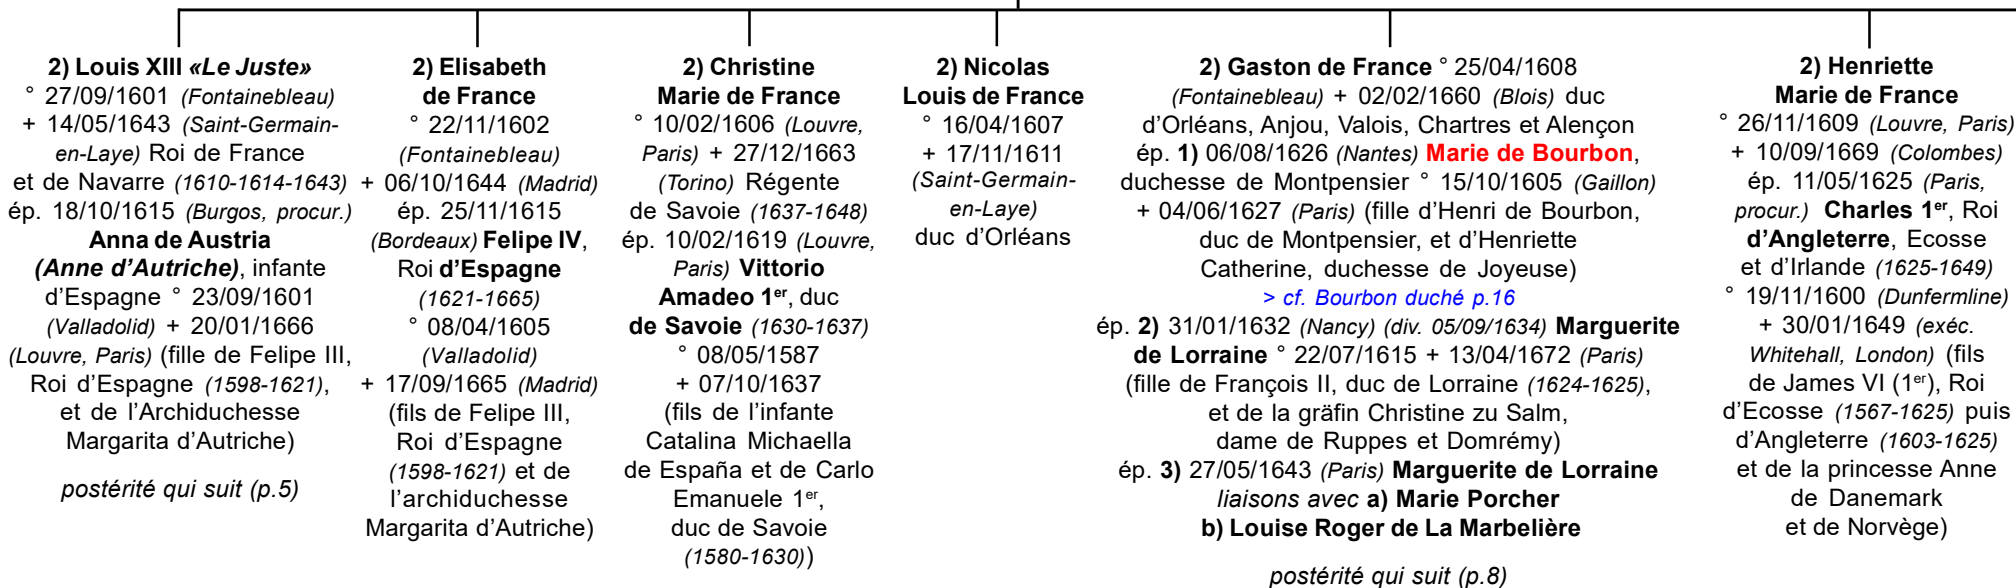 2) Louis XIII «Le Juste»
° 27/09/1601 (Fontainebleau)
+ 14/05/1643 (Saint-Germain-
en-Laye) Roi de France
et de Navarre (1610-1614-1643)
ép. 18/10/1615 (Burgos, procur.)
Anna de Austria
(Anne d’Autriche), infante
d’Espagne ° 23/09/1601
(Valladolid) + 20/01/1666
(Louvre, Paris) (fille de Felipe III,
Roi d’Espagne (1598-1621),
et de l’Archiduchesse
Margarita d’Autriche)
postérité qui suit (p.5)
2) Elisabeth
de France
° 22/11/1602
(Fontainebleau)
+ 06/10/1644 (Madrid)
ép. 25/11/1615
(Bordeaux) Felipe IV,
Roi d’Espagne
(1621-1665)
° 08/04/1605
(Valladolid)
+ 17/09/1665 (Madrid)
(fils de Felipe III,
Roi d’Espagne
(1598-1621) et de
l’archiduchesse
Margarita d’Autriche)
2) Christine
Marie de France
° 10/02/1606 (Louvre,
Paris) + 27/12/1663
(Torino) Régente
de Savoie (1637-1648)
ép. 10/02/1619 (Louvre,
Paris) Vittorio
Amadeo 1er, duc
de Savoie (1630-1637)
° 08/05/1587
+ 07/10/1637
(fils de l’infante
Catalina Michaella
de España et de Carlo
Emanuele 1er,
duc de Savoie
(1580-1630))
2) Nicolas
Louis de France
° 16/04/1607
+ 17/11/1611
(Saint-Germain-
en-Laye)
duc d’Orléans
2) Gaston de France ° 25/04/1608
(Fontainebleau) + 02/02/1660 (Blois) duc
d’Orléans, Anjou, Valois, Chartres et Alençon
ép. 1) 06/08/1626 (Nantes) Marie de Bourbon,
duchesse de Montpensier ° 15/10/1605 (Gaillon)
+ 04/06/1627 (Paris) (fille d’Henri de Bourbon,
duc de Montpensier, et d’Henriette
Catherine, duchesse de Joyeuse)
> cf. Bourbon duché p.16
ép. 2) 31/01/1632 (Nancy) (div. 05/09/1634) Marguerite
de Lorraine ° 22/07/1615 + 13/04/1672 (Paris)
(fille de François II, duc de Lorraine (1624-1625),
et de la gräfin Christine zu Salm,
dame de Ruppes et Domrémy)
ép. 3) 27/05/1643 (Paris) Marguerite de Lorraine
liaisons avec a) Marie Porcher
b) Louise Roger de La Marbelière
postérité qui suit (p.8)
2) Henriette
Marie de France
° 26/11/1609 (Louvre, Paris)
+ 10/09/1669 (Colombes)
ép. 11/05/1625 (Paris,
procur.) Charles 1er, Roi
d’Angleterre, Ecosse
et d’Irlande (1625-1649)
° 19/11/1600 (Dunfermline)
+ 30/01/1649 (exéc.
Whitehall, London) (fils
de James VI (1er), Roi
d’Ecosse (1567-1625) puis
d’Angleterre (1603-1625)
et de la princesse Anne
de Danemark
et de Norvège)